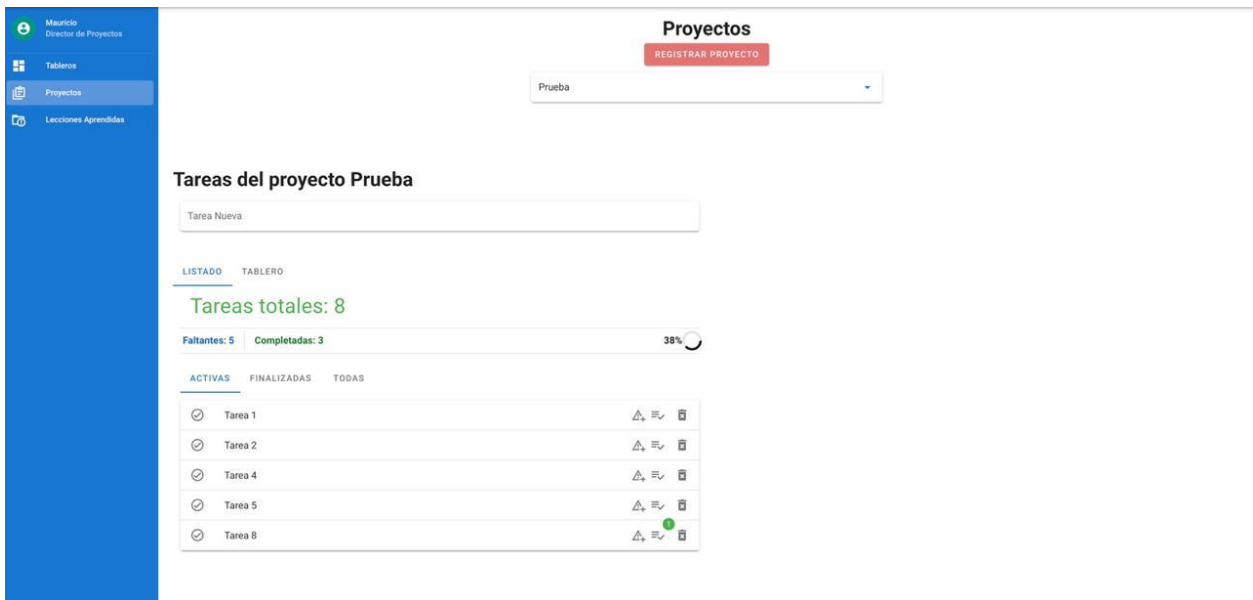 Mauricio
Director de Proyectos
Tableros
Proyectos
Lecciones Aprendidas
Proyectos
REGISTRAR PROYECTO
Prueba
Tareas del proyecto Prueba
Tarea Nueva
LISTADO TABLERO
Tareas totales: 8
Faltantes: 5 Completadas: 3 38%
ACTIVAS FINALIZADAS TODAS
Tarea 1
Tarea 2
Tarea 4
Tarea 5
1
Tarea 8